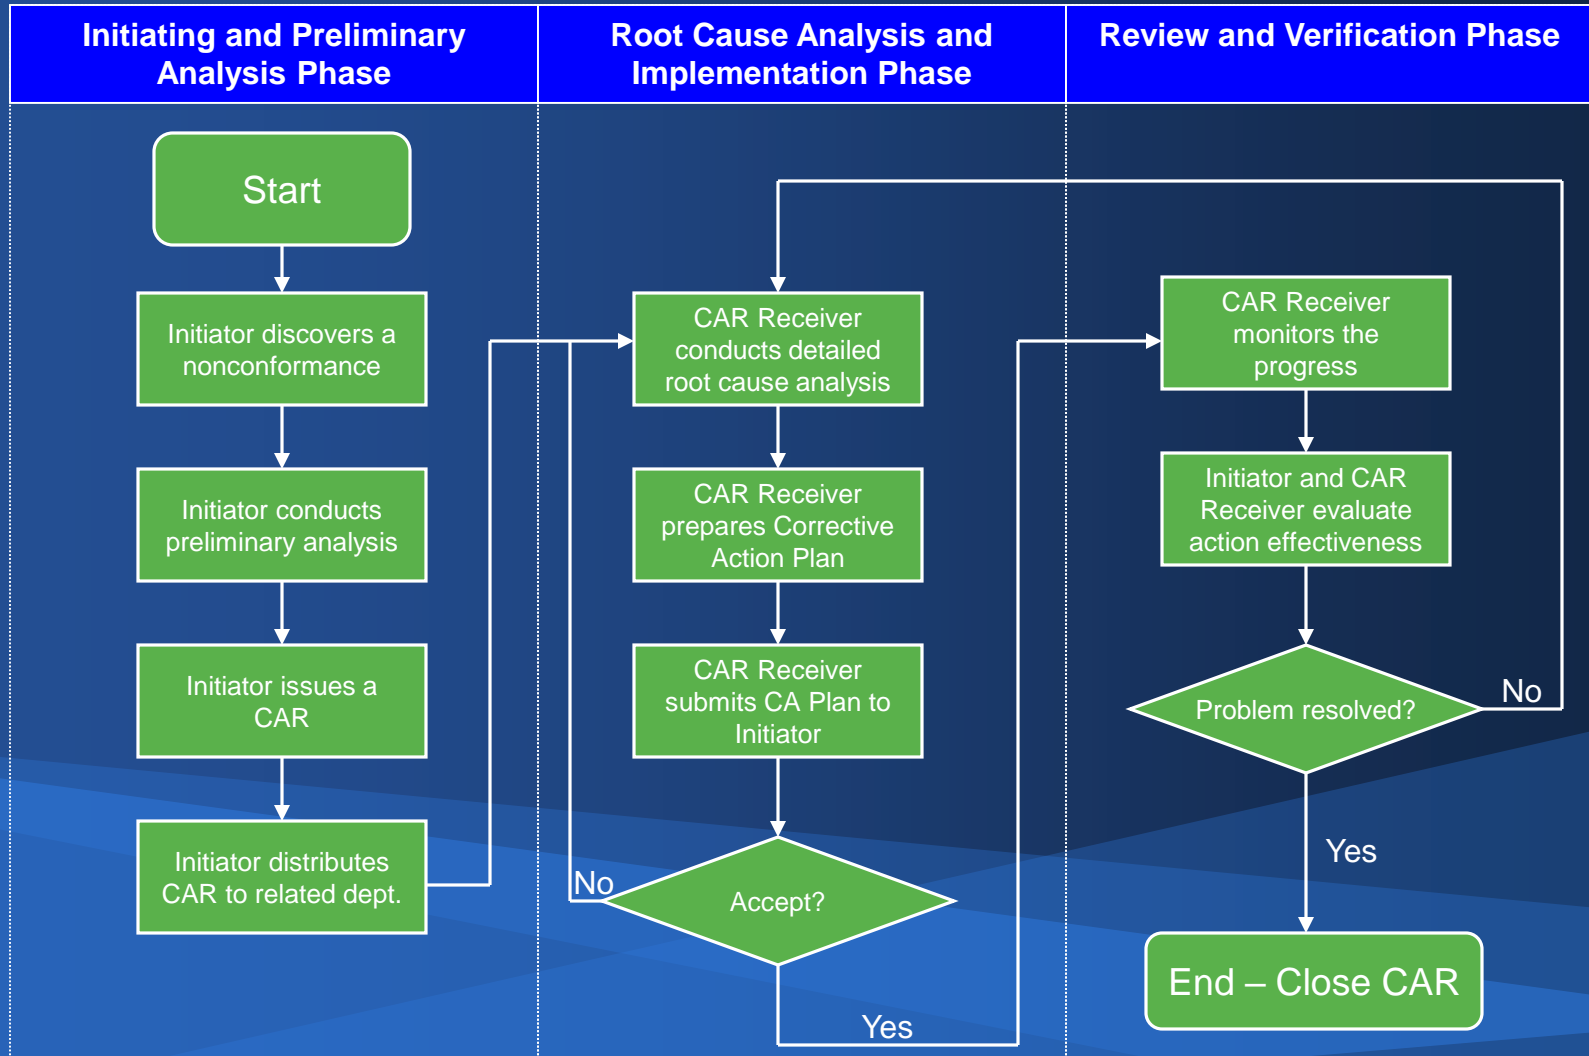 Initiating and Preliminary
Analysis Phase
Root Cause Analysis and
Implementation Phase
Review and Verification Phase
Start
Initiator discovers a
nonconformance
Initiator conducts
preliminary analysis
Initiator issues a
CAR
Initiator distributes
CAR to related dept.
CAR Receiver
conducts detailed
root cause analysis
CAR Receiver
prepares Corrective
Action Plan
CAR Receiver
submits CA Plan to
Initiator
No
Accept?
Yes
CAR Receiver
monitors the
progress
Initiator and CAR
Receiver evaluate
action effectiveness
Problem resolved?
No
Yes
End – Close CAR